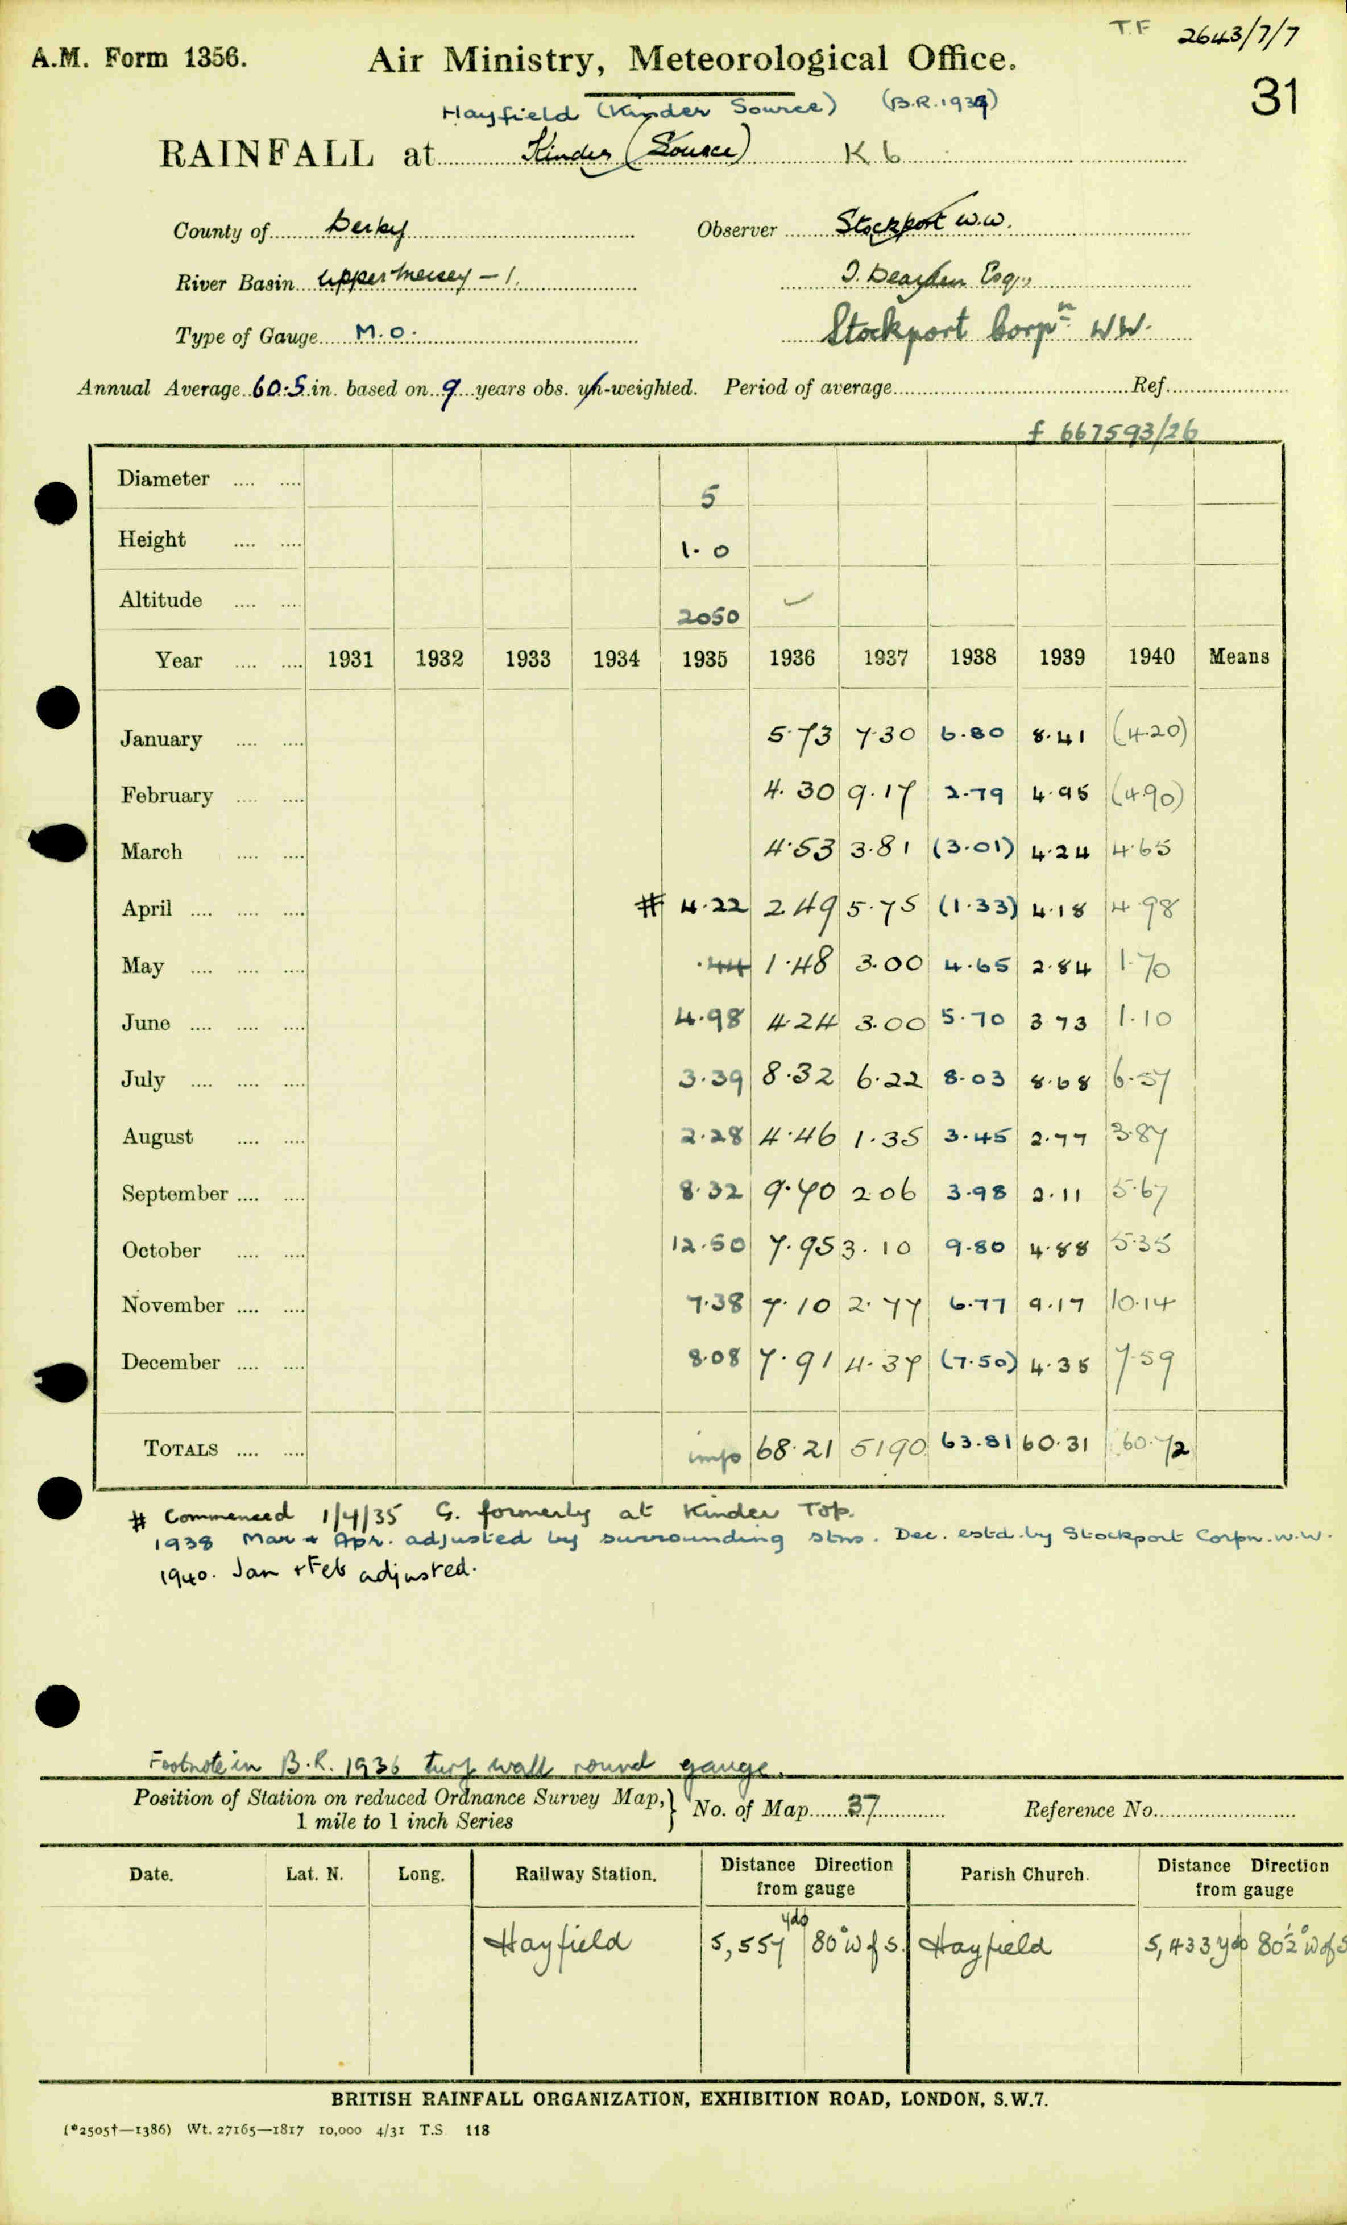 T.F 2643/7/7
A.M. Form 1356. Air Ministry, Meteorological Office.
31
Hayfield (Kinder Source) (B.R. 1939)
RAINFALL at Kinder (Source) K 6
County of Derby Observer Stockport W.W.
River Basin Upper Mersey – 1. J. Dearden Esq.,
Type of Gauge M.O. Stockport Corpn. W.W.
Annual Average 60.5 in. based on 9 years obs. un-weighted. Period of average Ref.
f 667593/26
Diameter .... .... 5
Height .... .... 1.0
Altitude .... .... 2050 ✓
Year .... .... 1931 1932 1933 1934 1935 1936 1937 1938 1939 1940 Means
January .... .... 5.73 7.30 6.80 8.41 (4.20)
February .... .... 4.30 9.17 2.79 4.95 (4.90)
March .... .... 4.53 3.81 (3.01) 4.24 4.65
April .... .... .... # 4.22 2.49 5.75 (1.33) 4.18 4.98
May .... .... .... .44 1.48 3.00 4.65 2.84 1.70
June .... .... .... 4.98 4.24 3.00 5.70 3.73 1.10
July .... .... .... 3.39 8.32 6.22 8.03 8.68 6.57
August .... .... 2.28 4.46 1.35 3.45 2.77 3.87
September .... .... 8.32 9.70 2.06 3.98 2.11 5.67
October .... .... 12.50 7.95 3.10 9.80 4.88 5.35
November .... .... 7.38 7.10 2.77 6.77 9.17 10.14
December .... .... 8.08 7.91 4.37 (7.50) 4.35 7.59
TOTALS .... .... imp 68.21 51.90 63.81 60.31 60.72
# Commenced 1/4/35 G. formerly at Kinder Top.
1938 Mar & Apr. adjusted by surrounding stns. Dec. estd. by Stockport Corpn. W.W.
1940. Jan & Feb adjusted.
Footnote in B.R. 1936 turf wall round gauge.
Position of Station on reduced Ordnance Survey Map, 1 mile to 1 inch Series } No. of Map 37 Reference No.
Date. Lat. N. Long. Railway Station. Distance Direction from gauge Parish Church. Distance Direction from gauge
Hayfield 5,557 yds 80° W of S. Hayfield 5,433 yds 80½° W of S
BRITISH RAINFALL ORGANIZATION, EXHIBITION ROAD, LONDON, S.W.7.
(*2505†—1386) Wt. 27165—1817 10,000 4/31 T.S 118